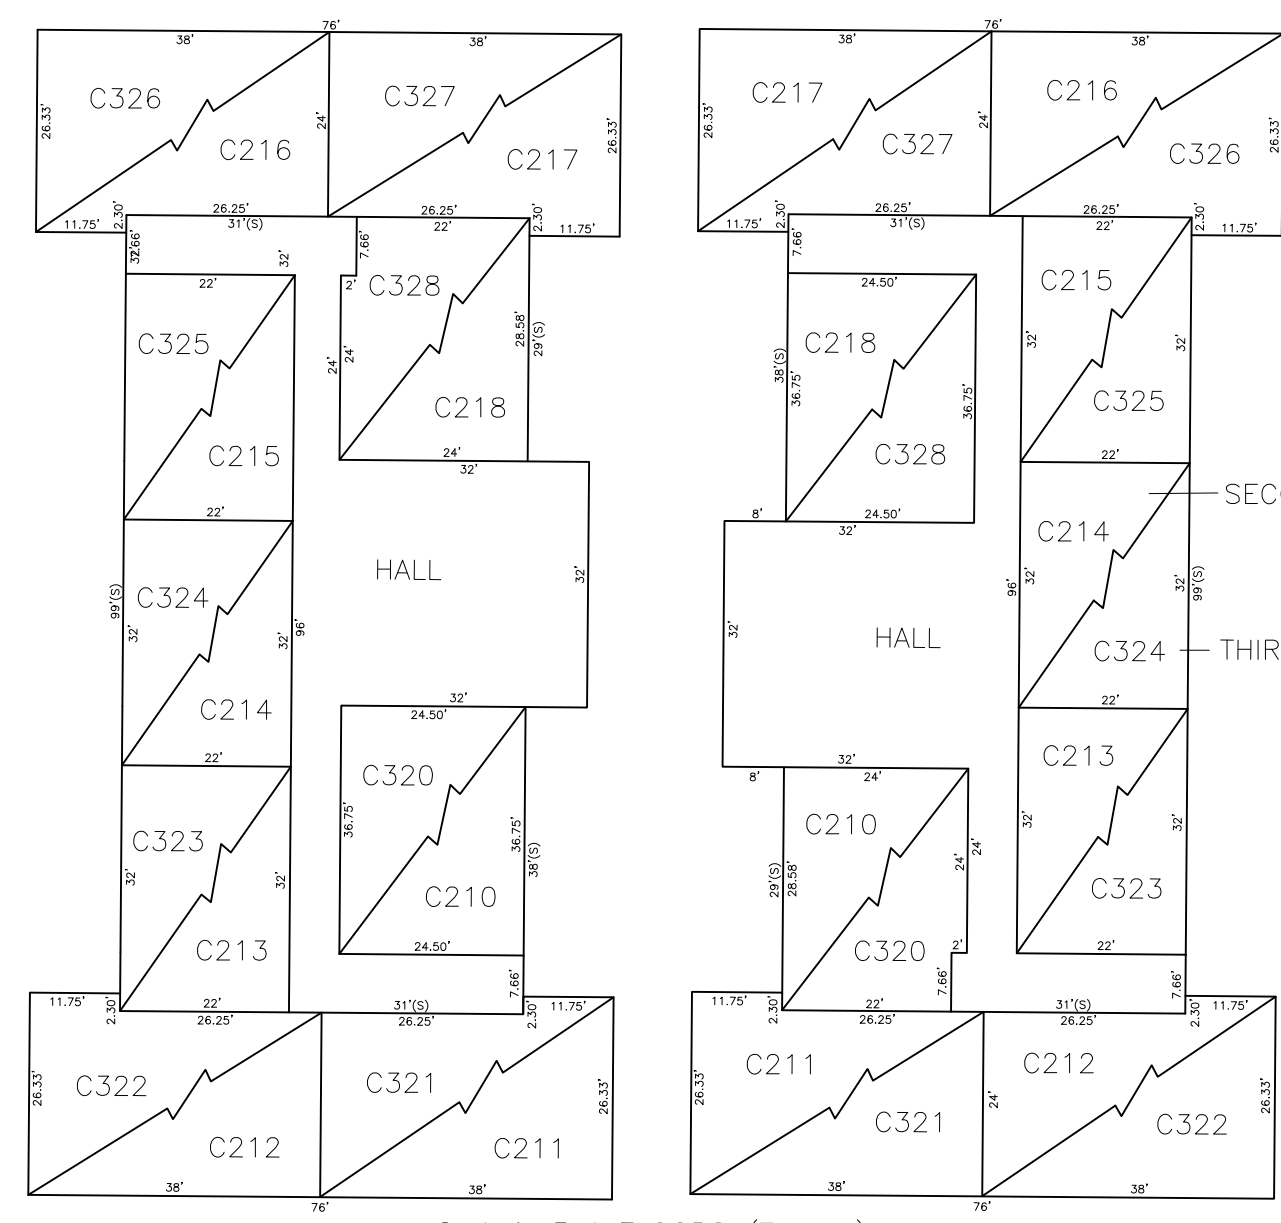 76'
38'
38'
26.33'
C326
C216
24'
C327
C217
26.33'
11.75'
2.30'
26.25'
31'(S)
26.25'
22'
2.30'
11.75'
7.66'
32'
32'
7.66'
22'
2'
C328
C325
24'
24'
28.58'
29'(S)
C218
C215
24'
32'
22'
HALL
32'
99'(S)
C324
32'
32'
96'
C214
32'
24.50'
22'
C320
36.75'
36.75'
38'(S)
C323
32'
32'
C210
C213
24.50'
7.66'
11.75'
2.30'
22'
26.25'
31'(S)
26.25'
2.30'
11.75'
26.33'
C322
C321
26.33'
C212
C211
38'
38'
76'
76'
38'
38'
26.33'
C217
C327
24'
C216
C326
26.33'
11.75'
2.30'
26.25'
31'(S)
26.25'
22'
2.30'
11.75'
7.66'
24.50'
C215
C218
38'(S)
36.75'
36.75'
32'
32'
C325
C328
22'
8'
24.50'
32'
SEC
C214
96'
32'
32'
99'(S)
32'
HALL
C324
THIR
22'
32'
8'
24'
C213
C210
29'(S)
28.58'
24'
24'
32'
32'
C323
C320
2'
22'
7.66'
7.66'
11.75'
2.30'
22'
26.25'
31'(S)
26.25'
2.30'
11.75'
26.33'
C211
C321
24'
C212
C322
26.33'
38'
38'
76'